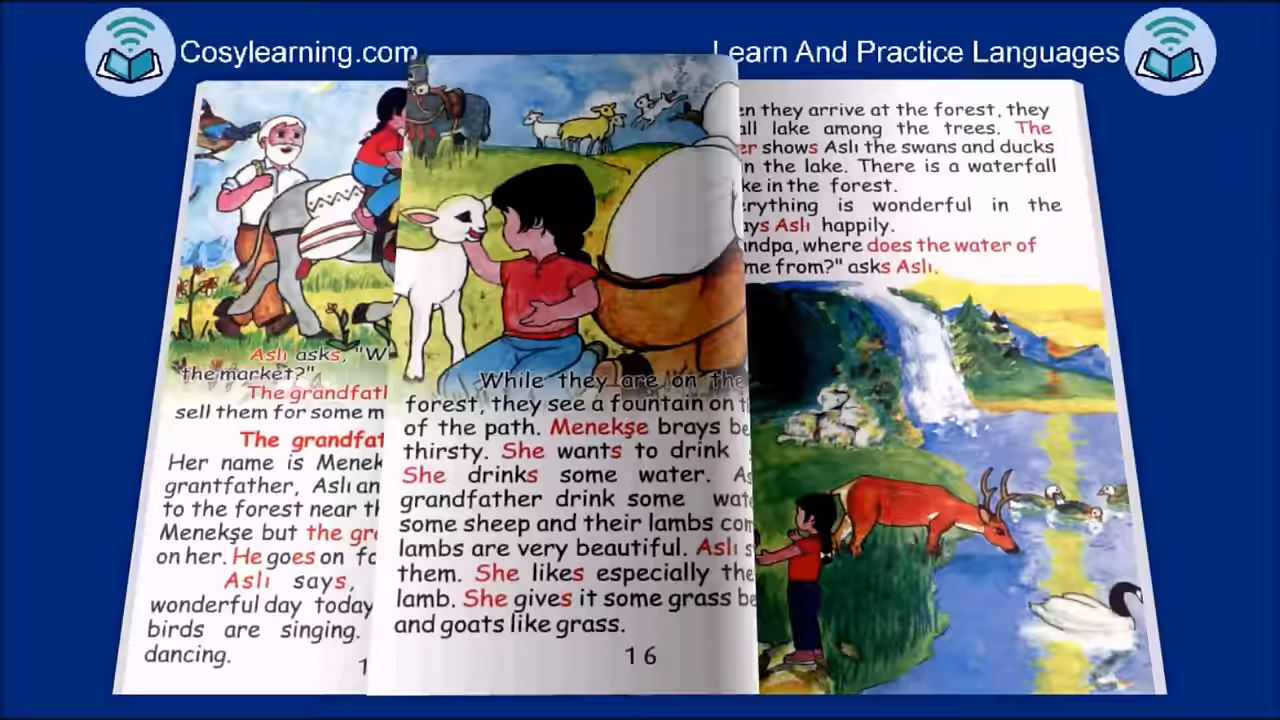 Cosylearning.com
Learn And Practice Languages
Aslı asks, "W
the market?"
The grandfat
sell them for some m
The grandfat
Her name is Menek
grantfather, Aslı an
to the forest near th
Menekşe but the gr
on her. He goes on fo
Aslı says,
wonderful day today
birds are singing.
dancing.
1
While they are on the
forest, they see a fountain on t
of the path. Menekşe brays be
thirsty. She wants to drink
She drinks some water. As
grandfather drink some wat
some sheep and their lambs com
lambs are very beautiful. Aslı s
them. She likes especially the
lamb. She gives it some grass be
and goats like grass.
16
en they arrive at the forest, they
all lake among the trees. The
er shows Aslı the swans and ducks
n the lake. There is a waterfall
ke in the forest.
rything is wonderful in the
ays Aslı happily.
ndpa, where does the water of
me from?" asks Aslı.